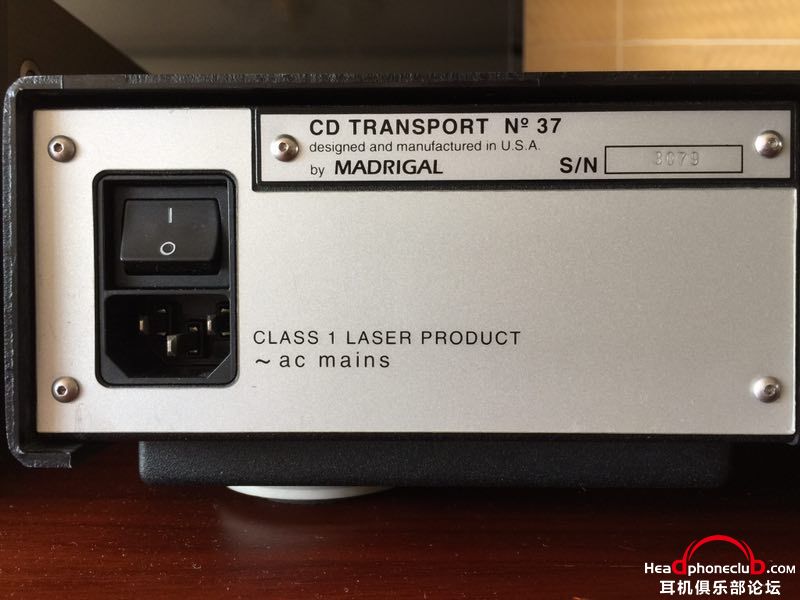 CD TRANSPORT Nº 37
designed and manufactured in U.S.A.
by MADRIGAL
S/N 3079
CLASS 1 LASER PRODUCT
~ ac mains
Headphoneclub.com
耳机俱乐部论坛